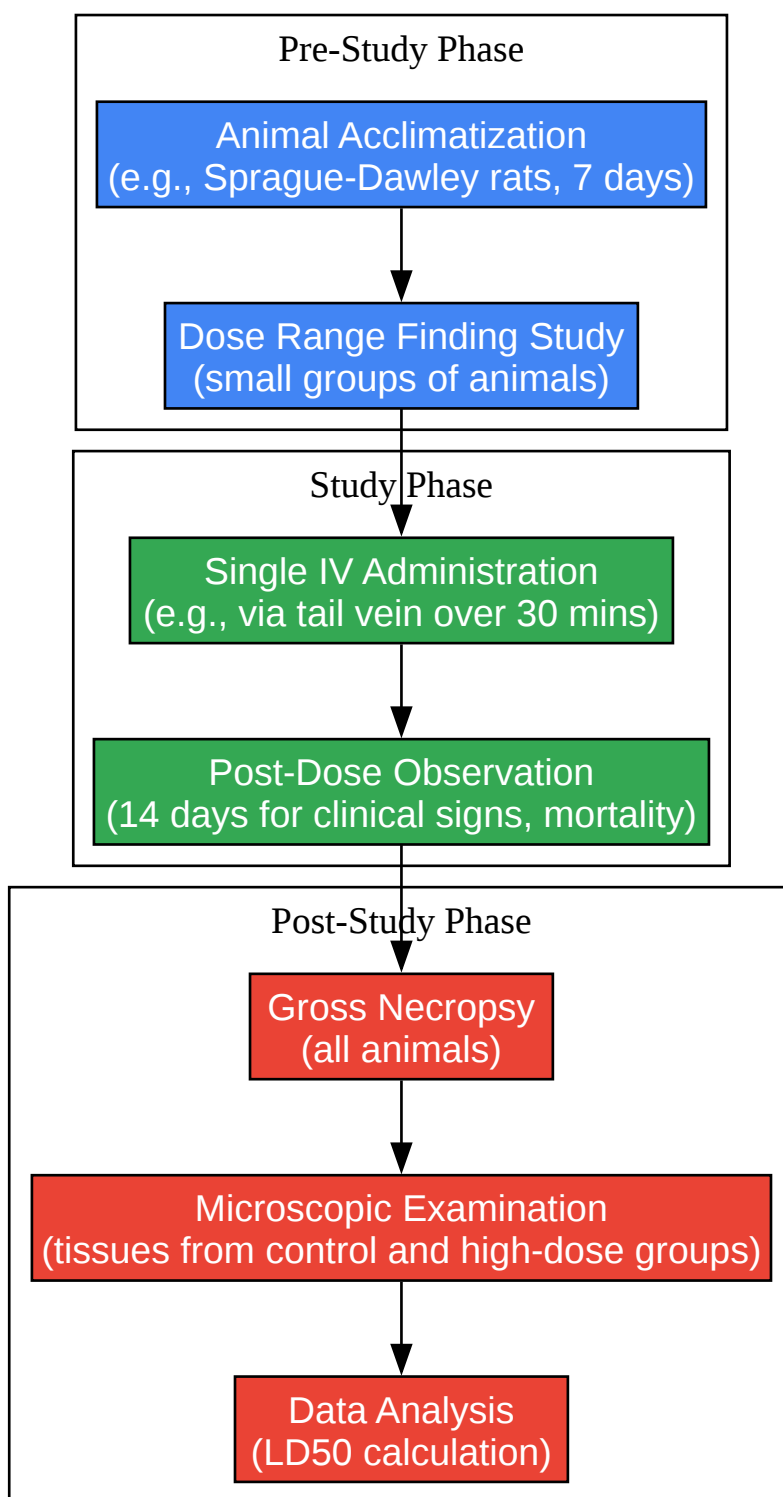 Pre-Study Phase
Animal Acclimatization
(e.g., Sprague-Dawley rats, 7 days)
Dose Range Finding Study
(small groups of animals)
Study Phase
Single IV Administration
(e.g., via tail vein over 30 mins)
Post-Dose Observation
(14 days for clinical signs, mortality)
Post-Study Phase
Gross Necropsy
(all animals)
Microscopic Examination
(tissues from control and high-dose groups)
Data Analysis
(LD50 calculation)